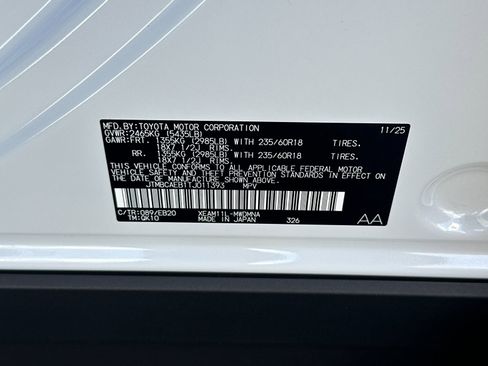 MFD.BY:TOYOTA MOTOR CORPORATION 11/25
GVWR:2465KG (5435LB)
GAWR:FRT. 1355KG (2985LB) WITH 235/60R18 TIRES.
18X7 1/2J RIMS.
RR. 1355KG (2985LB) WITH 235/60R18 TIRES.
18X7 1/2J RIMS.
THIS VEHICLE CONFORMS TO ALL APPLICABLE FEDERAL MOTOR
VEHICLE SAFETY AND THEFT PREVENTION STANDARDS IN
EFFECT ON THE DATE OF MANUFACTURE SHOWN ABOVE.
JTMBCAEB1TJ011393 MPV
C/TR:089/EB20 XEAM11L-MWDMNA
TM:QK10 MADE IN JAPAN 326 AA